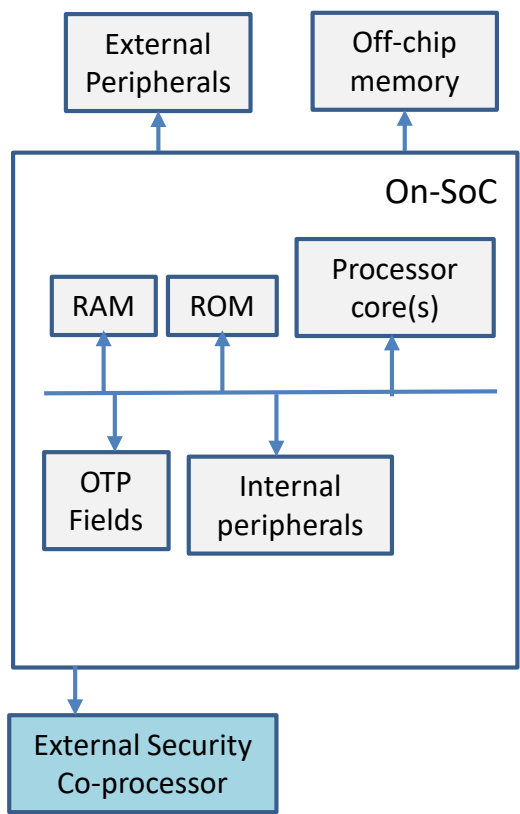 External
Peripherals
Off-chip
memory
On-SoC
Processor
core(s)
RAM
ROM
OTP
Fields
Internal
peripherals
External Security
Co-processor